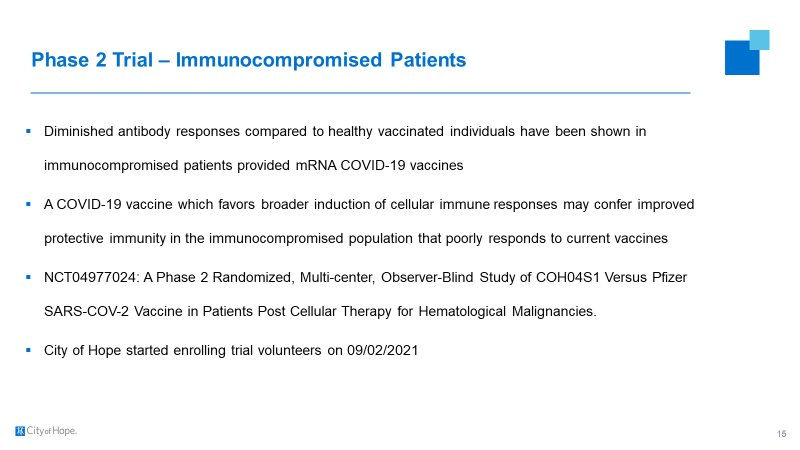 Phase 2 Trial – Immunocompromised Patients
Diminished antibody responses compared to healthy vaccinated individuals have been shown in
immunocompromised patients provided mRNA COVID-19 vaccines
A COVID-19 vaccine which favors broader induction of cellular immune responses may confer improved
protective immunity in the immunocompromised population that poorly responds to current vaccines
NCT04977024: A Phase 2 Randomized, Multi-center, Observer-Blind Study of COH04S1 Versus Pfizer
SARS-COV-2 Vaccine in Patients Post Cellular Therapy for Hematological Malignancies.
City of Hope started enrolling trial volunteers on 09/02/2021
City of Hope.
15